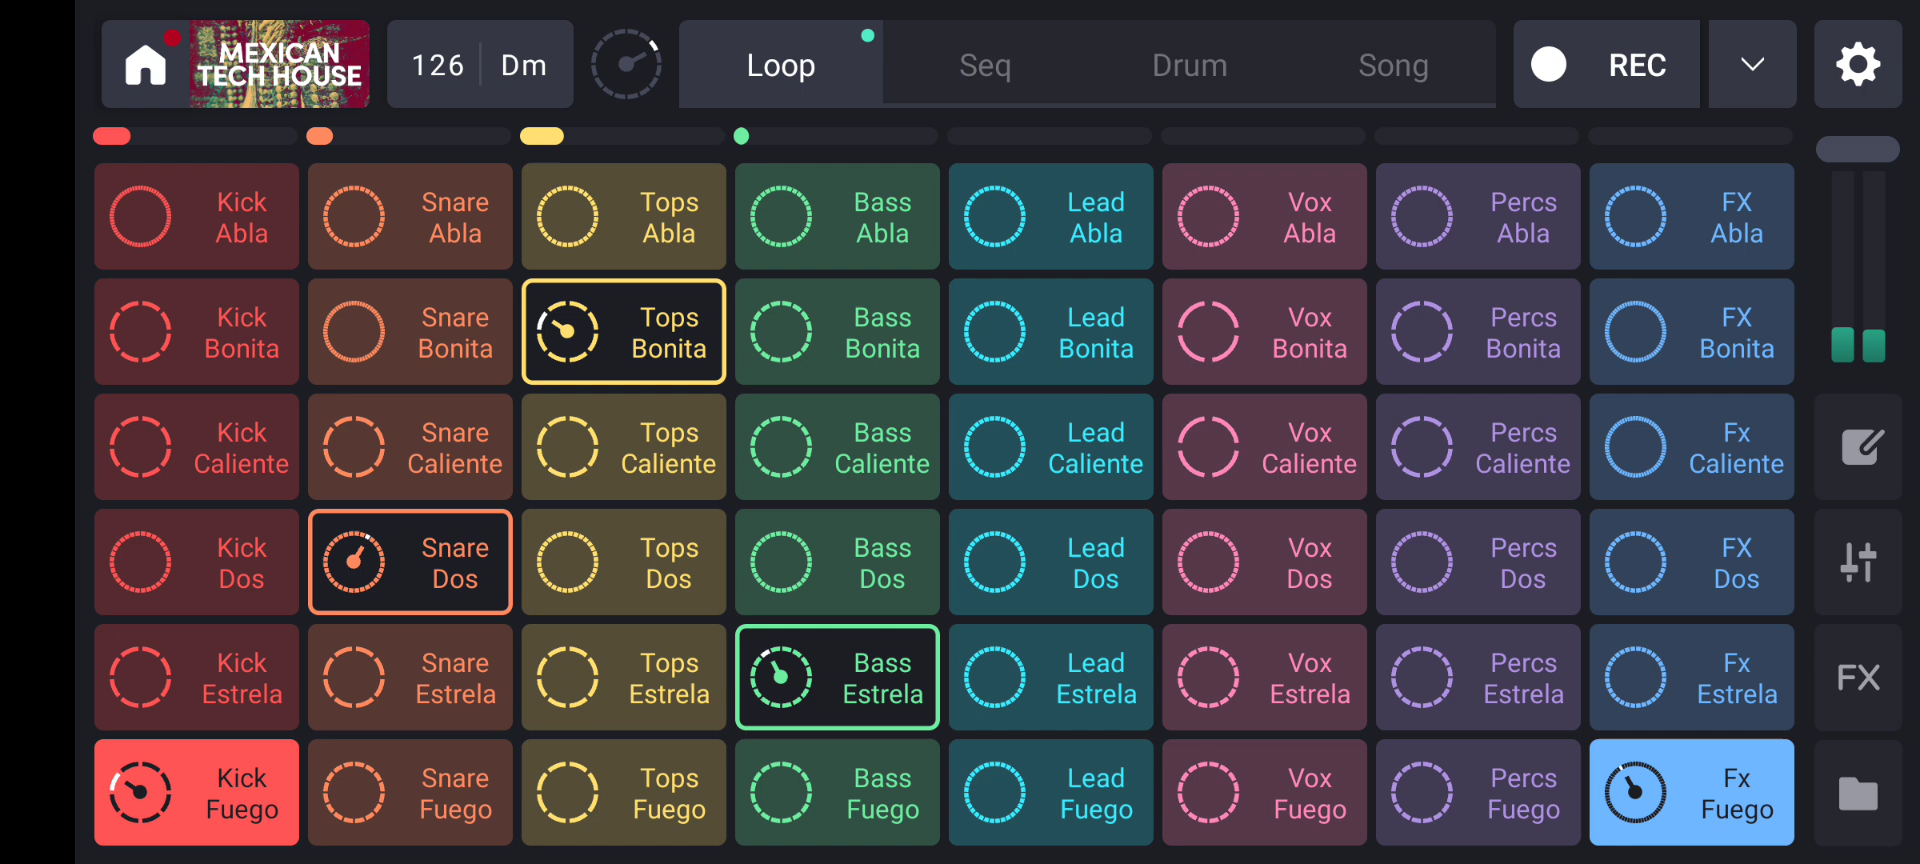 MEXICAN
TECH HOUSE
126 Dm
Loop Seq Drum Song
REC
Kick
Abla
Snare
Abla
Tops
Abla
Bass
Abla
Lead
Abla
Vox
Abla
Percs
Abla
FX
Abla
Kick
Bonita
Snare
Bonita
Tops
Bonita
Bass
Bonita
Lead
Bonita
Vox
Bonita
Percs
Bonita
FX
Bonita
Kick
Caliente
Snare
Caliente
Tops
Caliente
Bass
Caliente
Lead
Caliente
Vox
Caliente
Percs
Caliente
Fx
Caliente
Kick
Dos
Snare
Dos
Tops
Dos
Bass
Dos
Lead
Dos
Vox
Dos
Percs
Dos
FX
Dos
Kick
Estrela
Snare
Estrela
Tops
Estrela
Bass
Estrela
Lead
Estrela
Vox
Estrela
Percs
Estrela
Fx
Estrela
FX
Kick
Fuego
Snare
Fuego
Tops
Fuego
Bass
Fuego
Lead
Fuego
Vox
Fuego
Percs
Fuego
Fx
Fuego